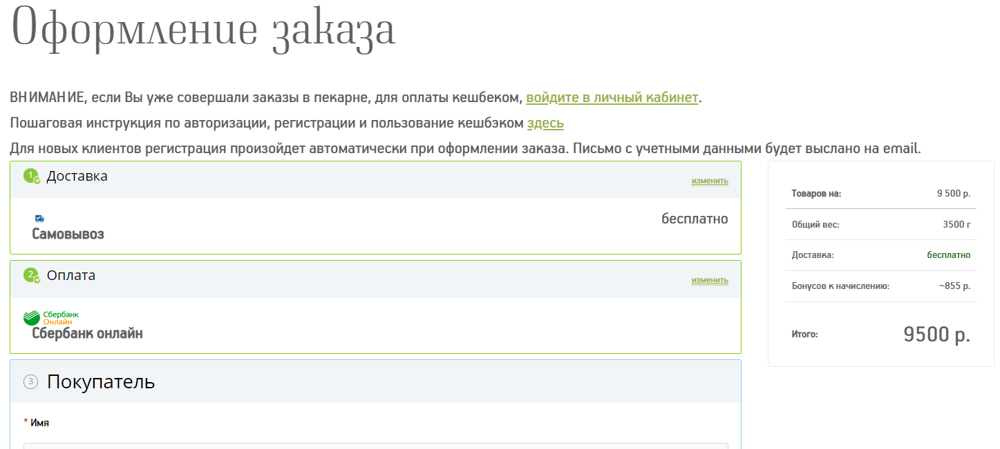 Оформление заказа
ВНИМАНИЕ, если Вы уже совершали заказы в пекарне, для оплаты кешбеком, войдите в личный кабинет.
Пошаговая инструкция по авторизации, регистрации и пользование кешбэком здесь
Для новых клиентов регистрация произойдет автоматически при оформлении заказа. Письмо с учетными данными будет выслано на email.
1 Доставка изменить
бесплатно
Самовывоз
2 Оплата изменить
Сбербанк
Онлайн
Сбербанк онлайн
3 Покупатель
* Имя
Товаров на: 9 500 р.
Общий вес: 3500 г
Доставка: бесплатно
Бонусов к начислению: ~855 р.
Итого: 9500 р.